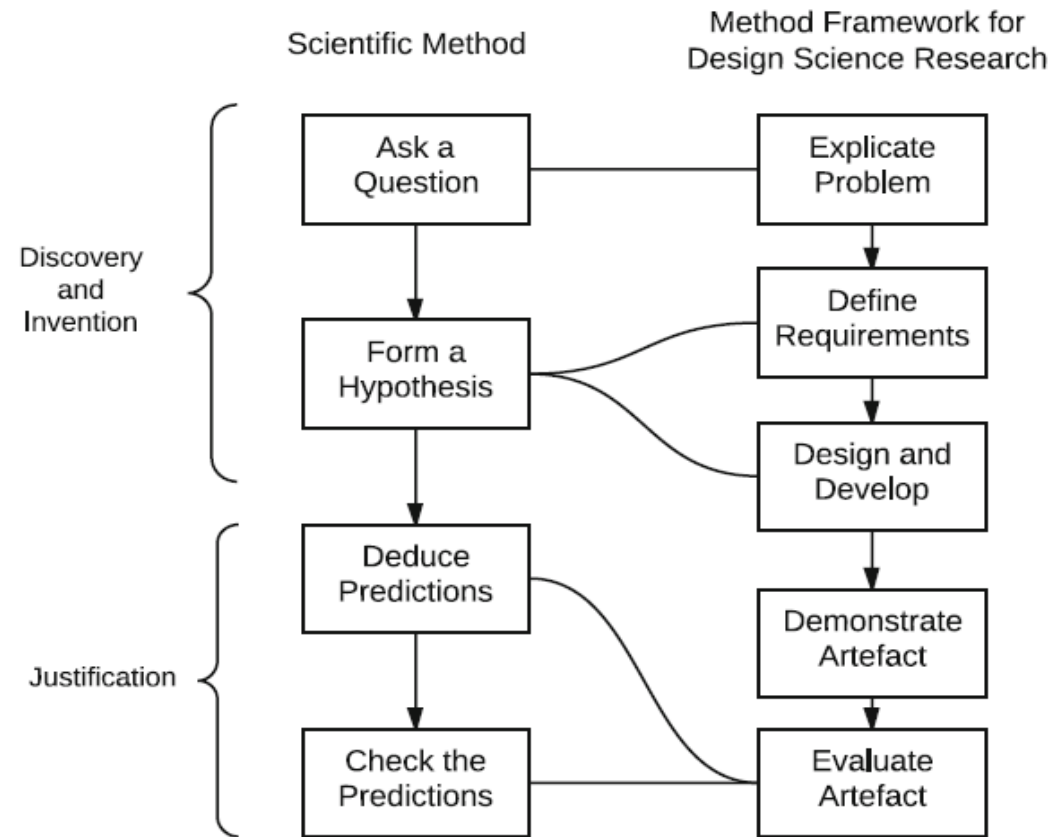 Scientific Method
Method Framework for
Design Science Research
Discovery
and
Invention
Ask a
Question
Explicate
Problem
Form a
Hypothesis
Define
Requirements
Design and
Develop
Justification
Deduce
Predictions
Demonstrate
Artefact
Check the
Predictions
Evaluate
Artefact